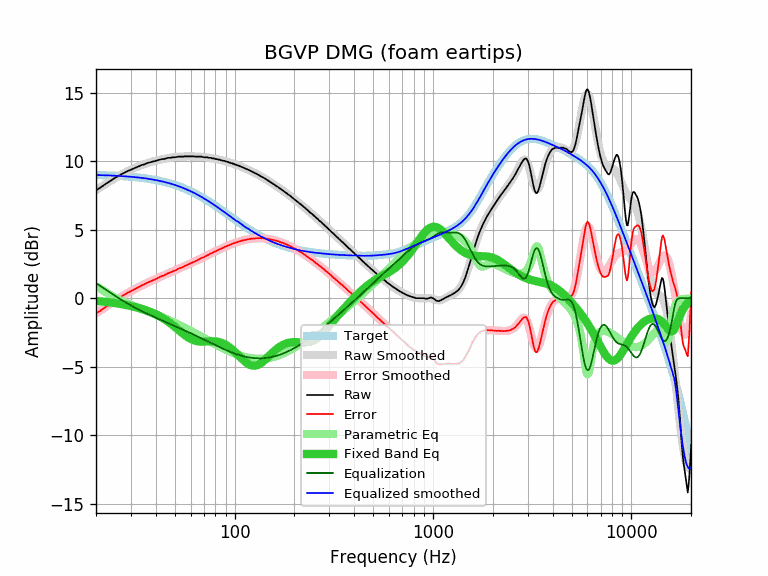 BGVP DMG (foam eartips)
15
10
5
0
−5
−10
−15
Amplitude (dBr)
Target
Raw Smoothed
Error Smoothed
Raw
Error
Parametric Eq
Fixed Band Eq
Equalization
Equalized smoothed
100
1000
10000
Frequency (Hz)